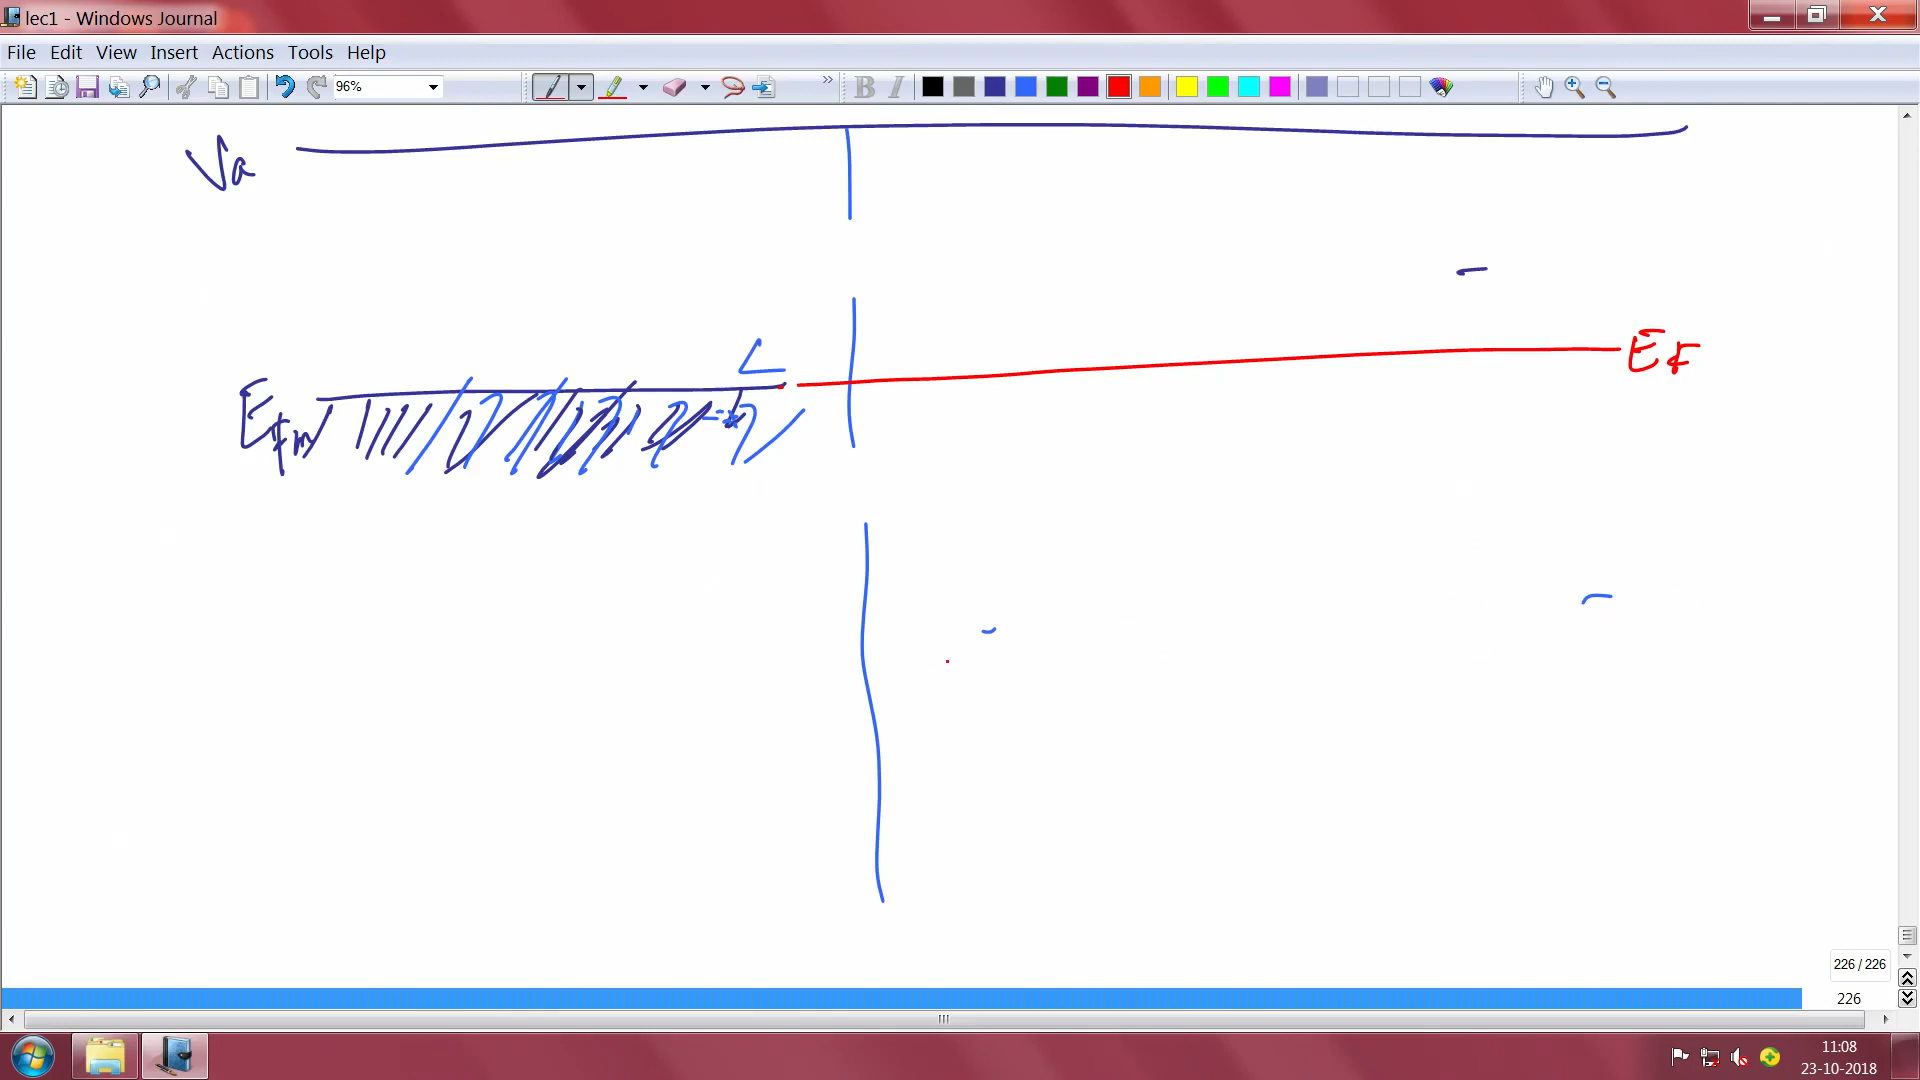 lec1 - Windows Journal
File Edit View Insert Actions Tools Help
96%
B I
Va
Efm
Ef
226 / 226
226
11:08
23-10-2018